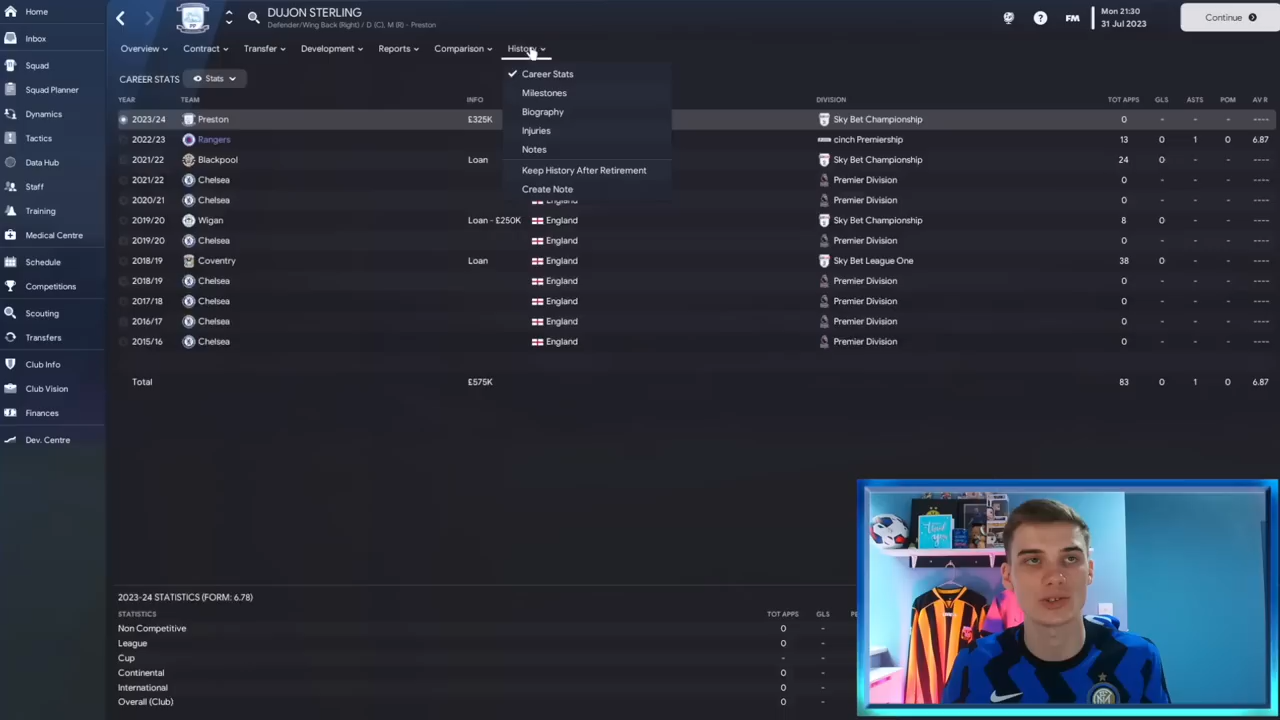 Home
Inbox
Squad
Squad Planner
Dynamics
Tactics
Data Hub
Staff
Training
Medical Centre
Schedule
Competitions
Scouting
Transfers
Club Info
Club Vision
Finances
Dev. Centre
DUJON STERLING
Defender/Wing Back (Right) / D (C), M (R) - Preston
FM
Mon 21:30
31 Jul 2023
Continue
Overview
Contract
Transfer
Development
Reports
Comparison
History
CAREER STATS
Stats
Career Stats
Milestones
Biography
Injuries
Notes
Keep History After Retirement
Create Note
YEAR TEAM INFO DIVISION TOT APPS GLS ASTS POM AV R
2023/24 Preston £325K Sky Bet Championship 0 - - - ----
2022/23 Rangers cinch Premiership 13 0 1 0 6.87
2021/22 Blackpool Loan Sky Bet Championship 24 0 - - ----
2021/22 Chelsea Premier Division 0 - - - ----
2020/21 Chelsea England Premier Division 0 - - - ----
2019/20 Wigan Loan - £250K England Sky Bet Championship 8 0 - - ----
2019/20 Chelsea England Premier Division 0 - - - ----
2018/19 Coventry Loan England Sky Bet League One 38 0 - - ----
2018/19 Chelsea England Premier Division 0 - - - ----
2017/18 Chelsea England Premier Division 0 - - - ----
2016/17 Chelsea England Premier Division 0 - - - ----
2015/16 Chelsea England Premier Division 0 - - - ----
Total £575K 83 0 1 0 6.87
2023-24 STATISTICS (FORM: 6.78)
STATISTICS TOT APPS GLS
Non Competitive 0 -
League 0 -
Cup - -
Continental 0 -
International 0 -
Overall (Club) 0 -